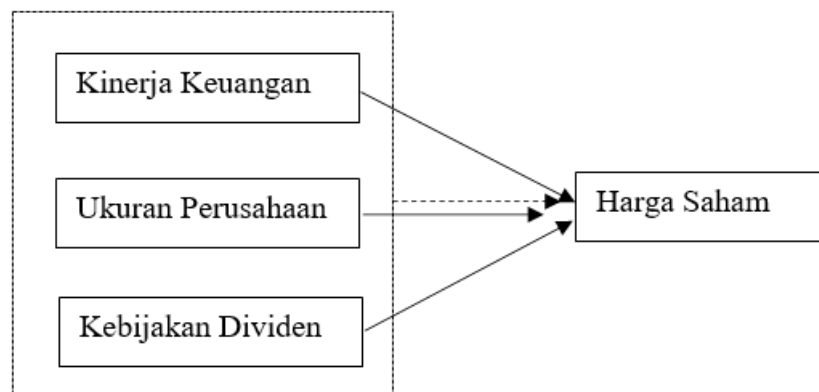 Kinerja Keuangan
Ukuran Perusahaan
Harga Saham
Kebijakan Dividen